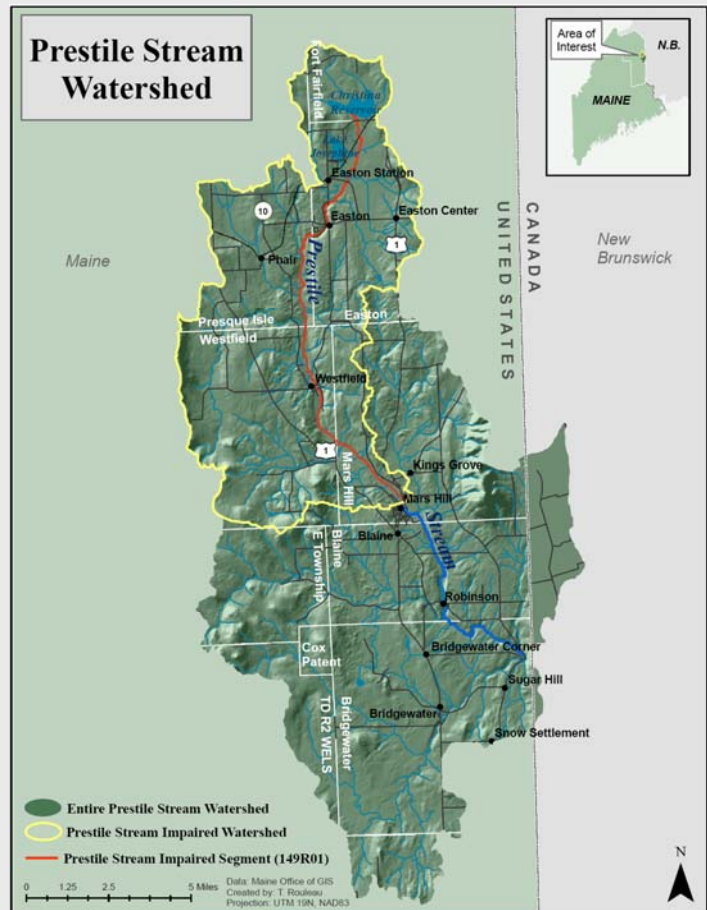 Prestile Stream
Watershed
Area of
Interest
N.B.
MAINE
Fort Fairfield
Christina
Reservoir
Lake
Josephine
Easton Station
10
Easton
Easton Center
1
Phair
Prestile
Maine
UNITED STATES
CANADA
New
Brunswick
Presque Isle
Easton
Westfield
Westfield
1
Mars Hill
Kings Grove
Mars Hill
Stream
Blaine
Blaine
E Township
Robinson
Cox
Patent
Bridgewater Corner
Sugar Hill
Bridgewater
Bridgewater
TD R2 WELS
Snow Settlement
Entire Prestile Stream Watershed
Prestile Stream Impaired Watershed
Prestile Stream Impaired Segment (149R01)
0 1.25 2.5 5 Miles
Data: Maine Office of GIS
Created by: T. Rouleau
Projection: UTM 19N, NAD83
N